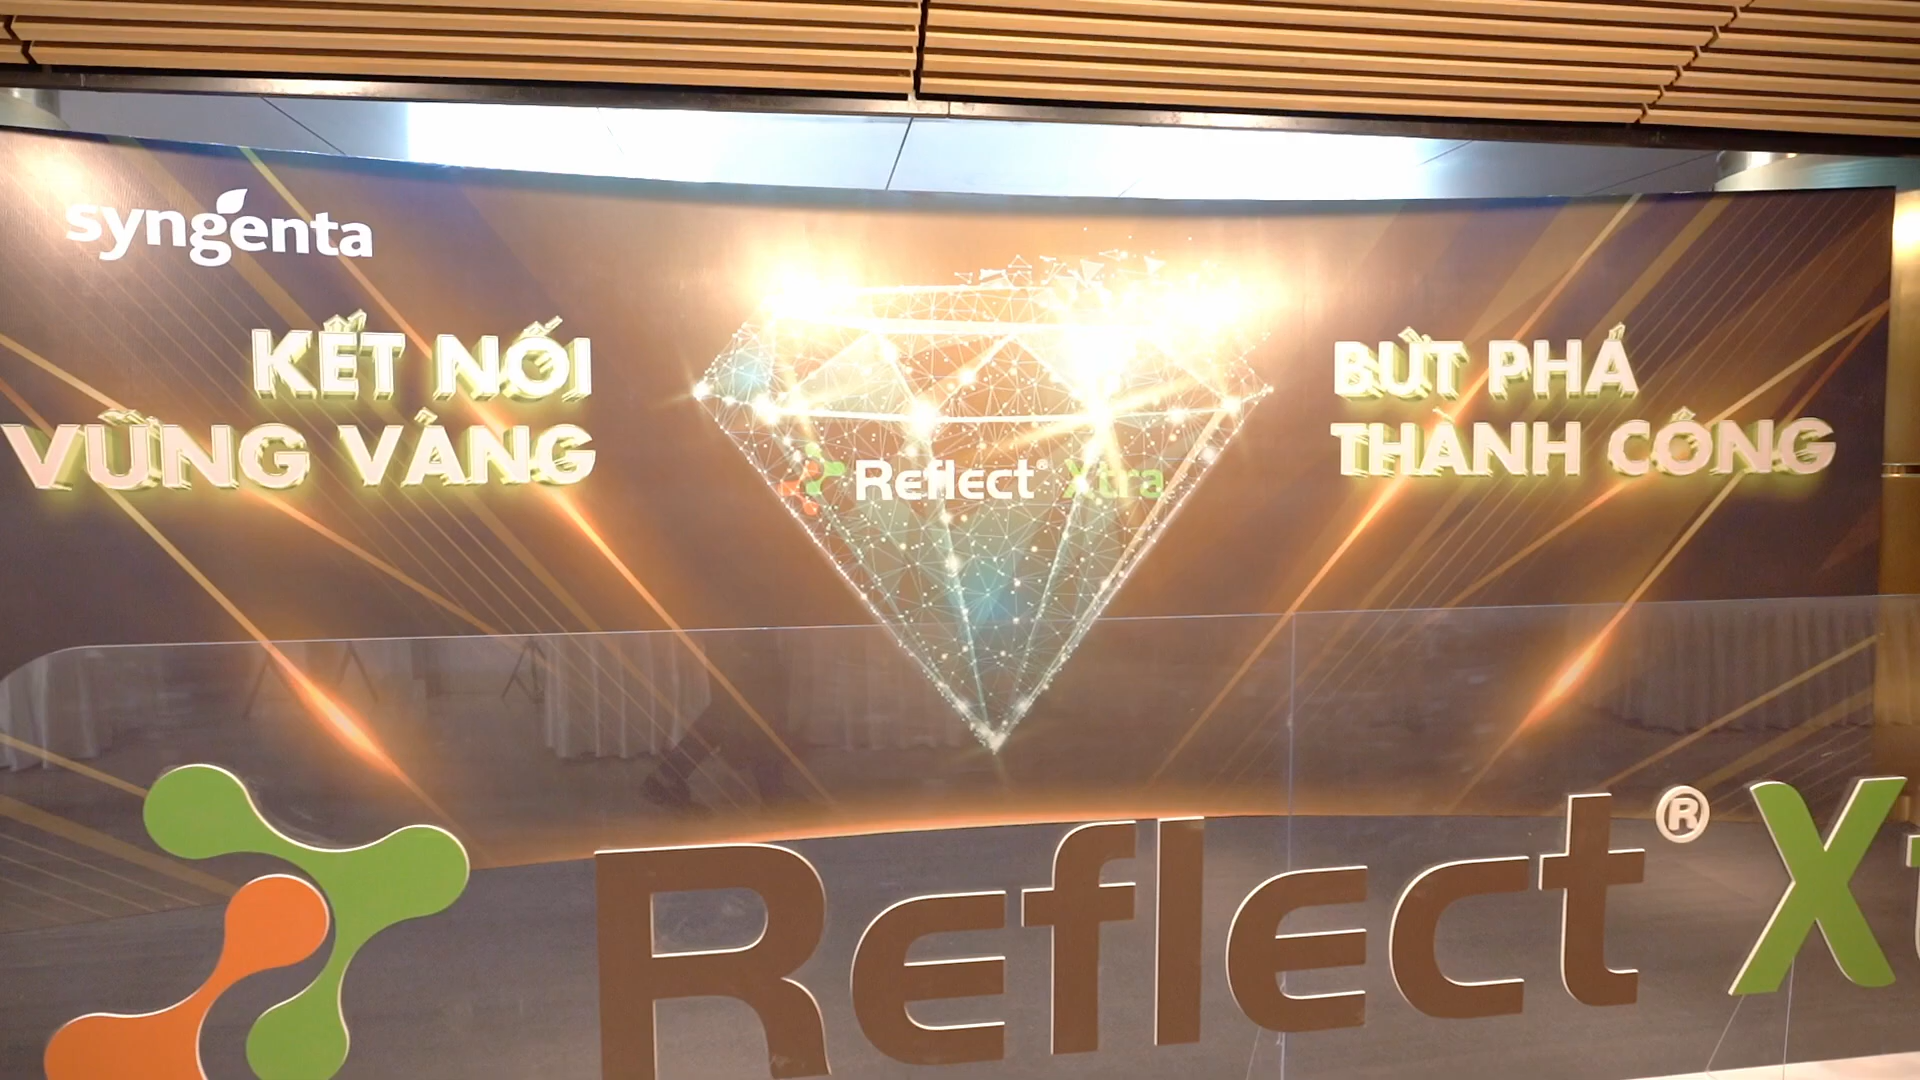 syngenta
KẾT NỐI
VỮNG VÀNG
BỨT PHÁ
THÀNH CÔNG
Reflect® Xtra
Reflect® X